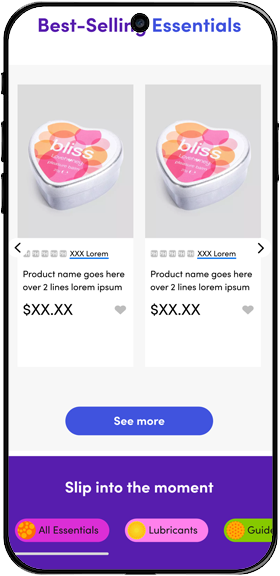 Best-Selling Essentials
bliss
bliss
XXX Lorem
XXX Lorem
Product name goes here
over 2 lines lorem ipsum
Product name goes here
over 2 lines lorem ipsum
$XX.XX
$XX.XX
See more
Slip into the moment
All Essentials
Lubricants
Guide